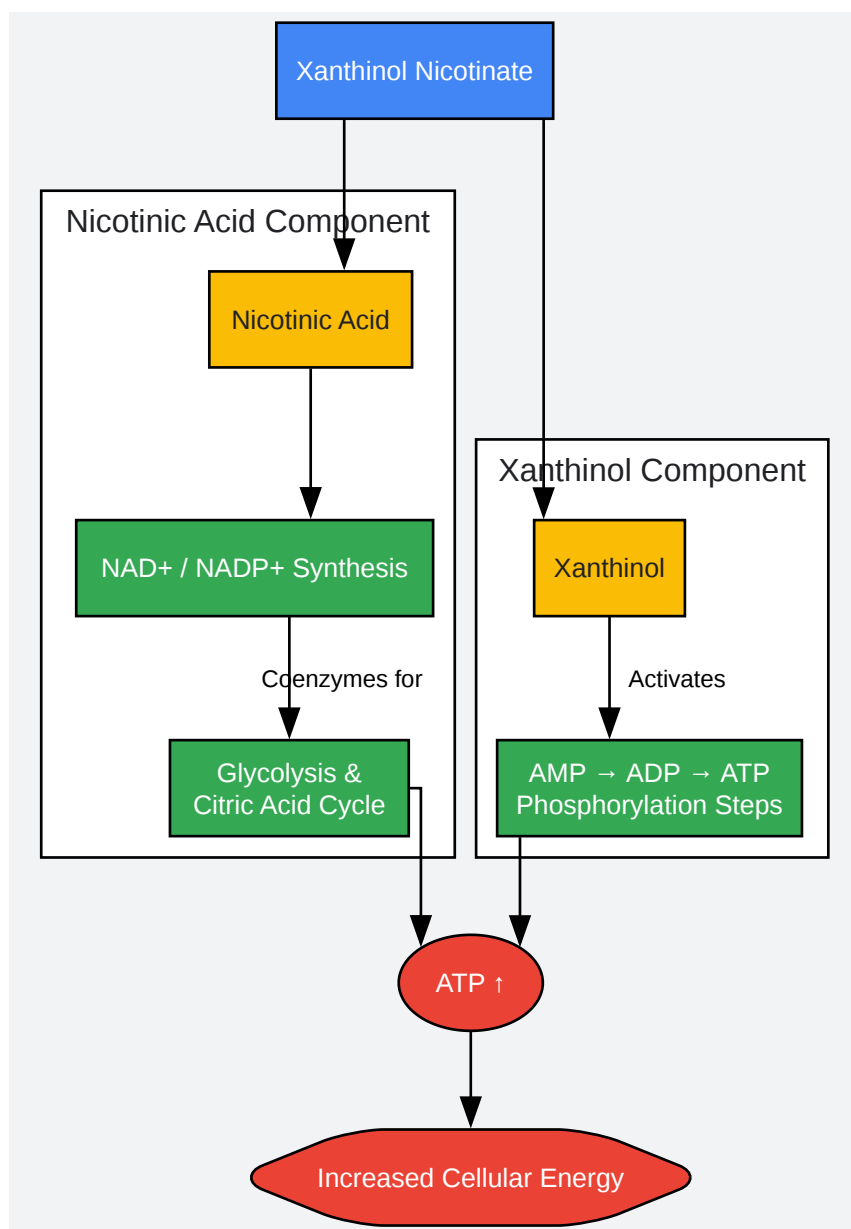 Xanthinol Nicotinate
Nicotinic Acid Component
Nicotinic Acid
NAD+ / NADP+ Synthesis
Coenzymes for
Glycolysis &
Citric Acid Cycle
Xanthinol Component
Xanthinol
Activates
AMP → ADP → ATP
Phosphorylation Steps
ATP ↑
Increased Cellular Energy